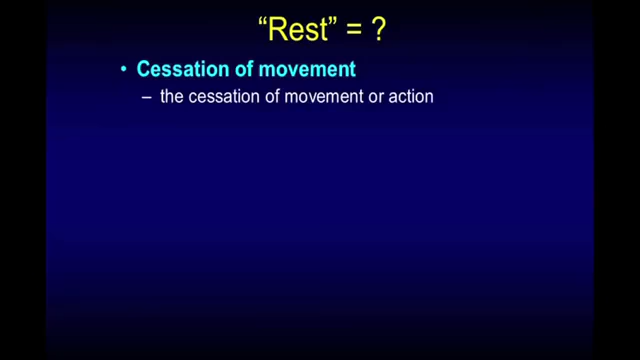 “Rest” = ?
• Cessation of movement
– the cessation of movement or action